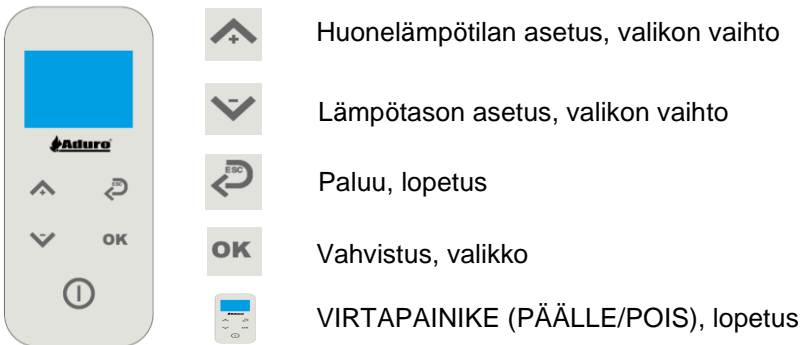 Aduro
ESC
OK
Huonelämpötilan asetus, valikon vaihto
Lämpötason asetus, valikon vaihto
ESC
Paluu, lopetus
OK
Vahvistus, valikko
VIRTAPAINIKE (PÄÄLLE/POIS), lopetus